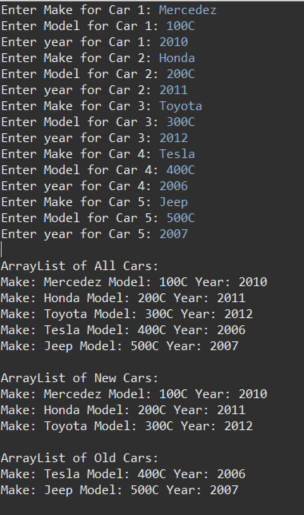 Enter Make for Car 1: Mercedez
Enter Model for Car 1: 100C
Enter year for Car 1: 2010
Enter Make for Car 2: Honda
Enter Model for Car 2: 200C
Enter year for Car 2: 2011
Enter Make for Car 3: Toyota
Enter Model for Car 3: 300C
Enter year for Car 3: 2012
Enter Make for Car 4: Tesla
Enter Model for Car 4: 400C
Enter year for Car 4: 2006
Enter Make for Car 5: Jeep
Enter Model for Car 5: 500C
Enter year for Car 5: 2007
ArrayList of All Cars:
Make: Mercedez Model: 100C Year: 2010
Make: Honda Model: 200C Year: 2011
Make: Toyota Model: 300C Year: 2012
Make: Tesla Model: 400C Year: 2006
Make: Jeep Model: 500C Year: 2007
ArrayList of New Cars:
Make: Mercedez Model: 100C Year: 2010
Make: Honda Model: 200C Year: 2011
Make: Toyota Model: 300C Year: 2012
ArrayList of Old Cars:
Make: Tesla Model: 400C Year: 2006
Make: Jeep Model: 500C Year: 2007